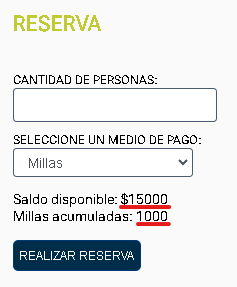 RESERVA
CANTIDAD DE PERSONAS:
SELECCIONE UN MEDIO DE PAGO:
Millas
Saldo disponible: $15000
Millas acumuladas: 1000
REALIZAR RESERVA